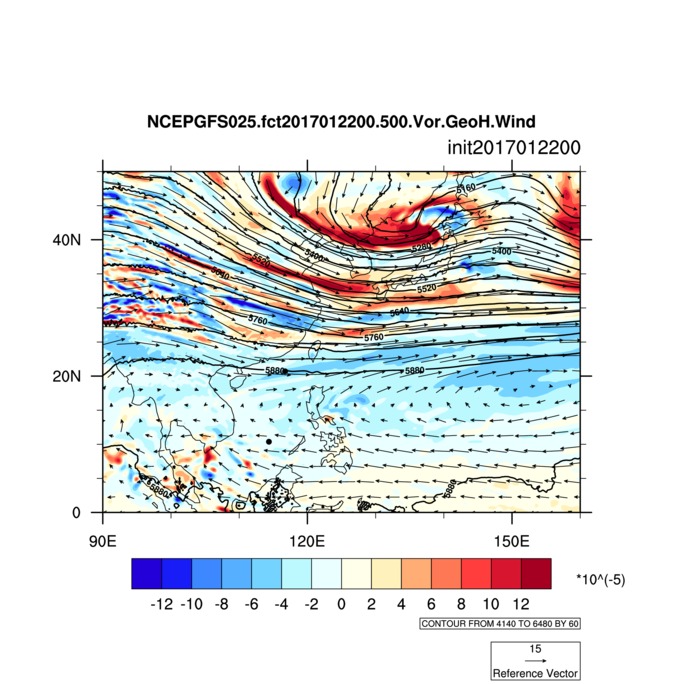 NCEPGFS025.fct2017012200.500.Vor.GeoH.Wind
init2017012200
5160
5280
5400
5400
5520
5520
5640
5640
5760
5760
5880
5880
5880
5880
40N
20N
0
90E 120E 150E
-12 -10 -8 -6 -4 -2 0 2 4 6 8 10 12
*10^(-5)
CONTOUR FROM 4140 TO 6480 BY 60
15
Reference Vector